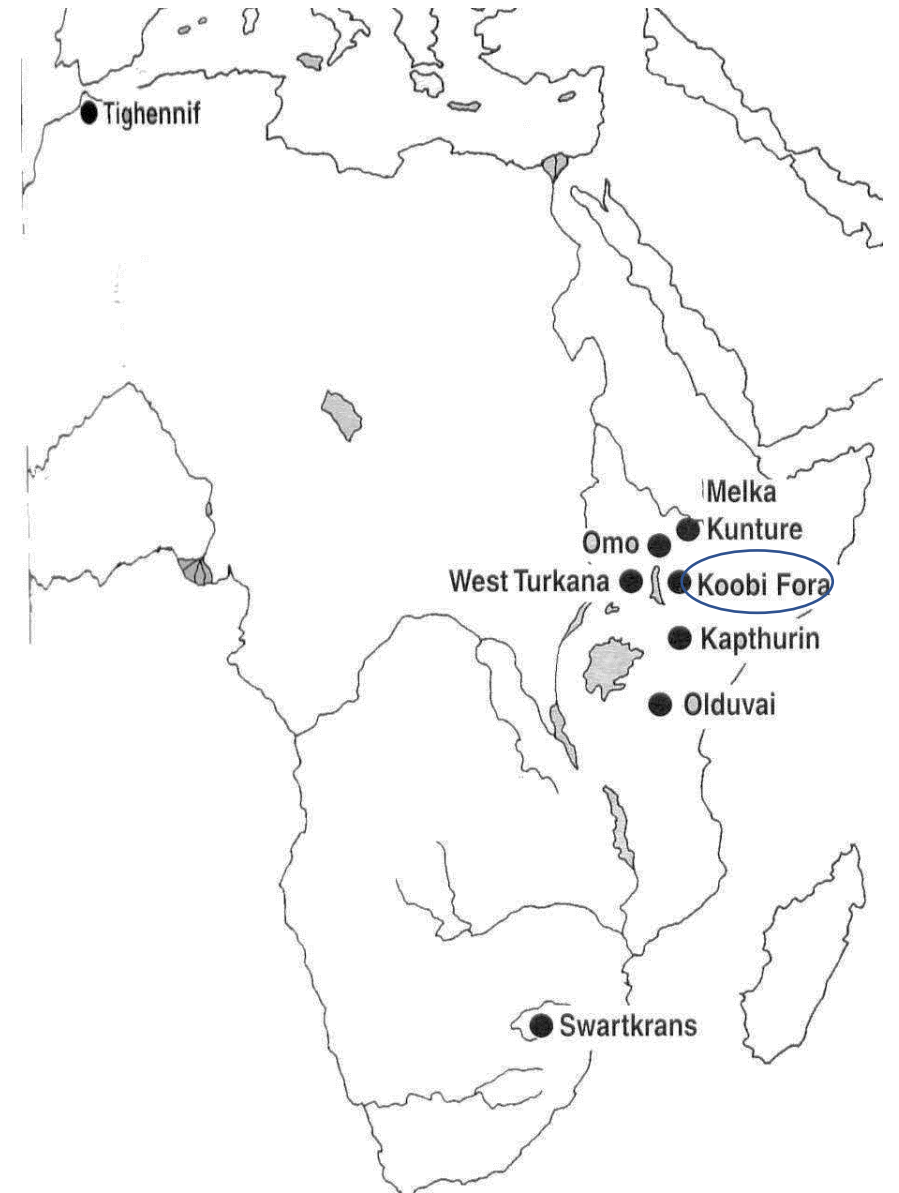 Tighennif
Melka
Kunture
Omo
West Turkana
Koobi Fora
Kapthurin
Olduvai
Swartkrans